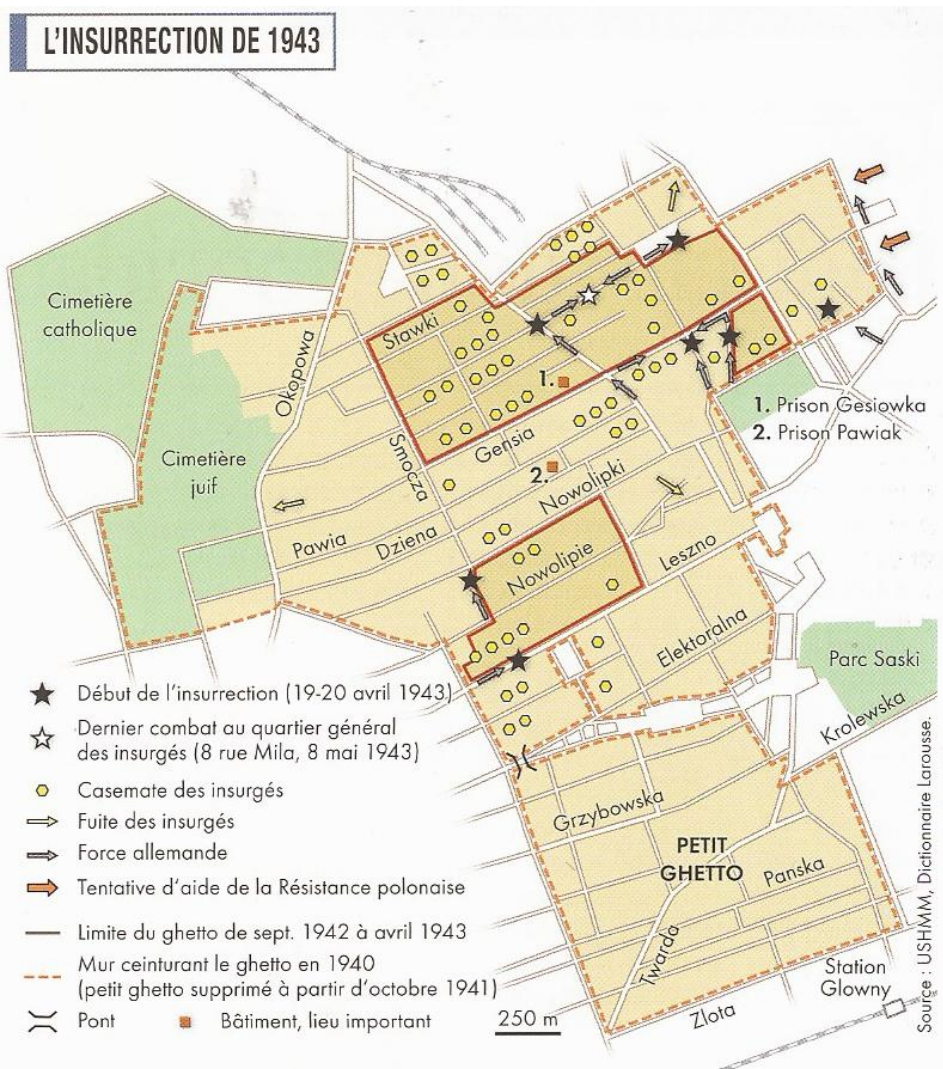 L'INSURRECTION DE 1943
Cimetière
catholique
Okopowa
Stawki
1.
1. Prison Gesiowka
2. Prison Pawiak
Cimetière
juif
Smocza
Gensia
2.
Nowolipki
Pawia
Dziena
Nowolipie
Leszno
Elektoralna
Parc Saski
Krolewska
Début de l'insurrection (19-20 avril 1943)
Dernier combat au quartier général
des insurgés (8 rue Mila, 8 mai 1943)
Casemate des insurgés
Fuite des insurgés
Force allemande
Tentative d'aide de la Résistance polonaise
Limite du ghetto de sept. 1942 à avril 1943
Mur ceinturant le ghetto en 1940
(petit ghetto supprimé à partir d'octobre 1941)
Pont
Bâtiment, lieu important
250 m
Grzybowska
PETIT
GHETTO
Panska
Twarda
Zlota
Station
Glowny
Source : USHMM, Dictionnaire Larousse.